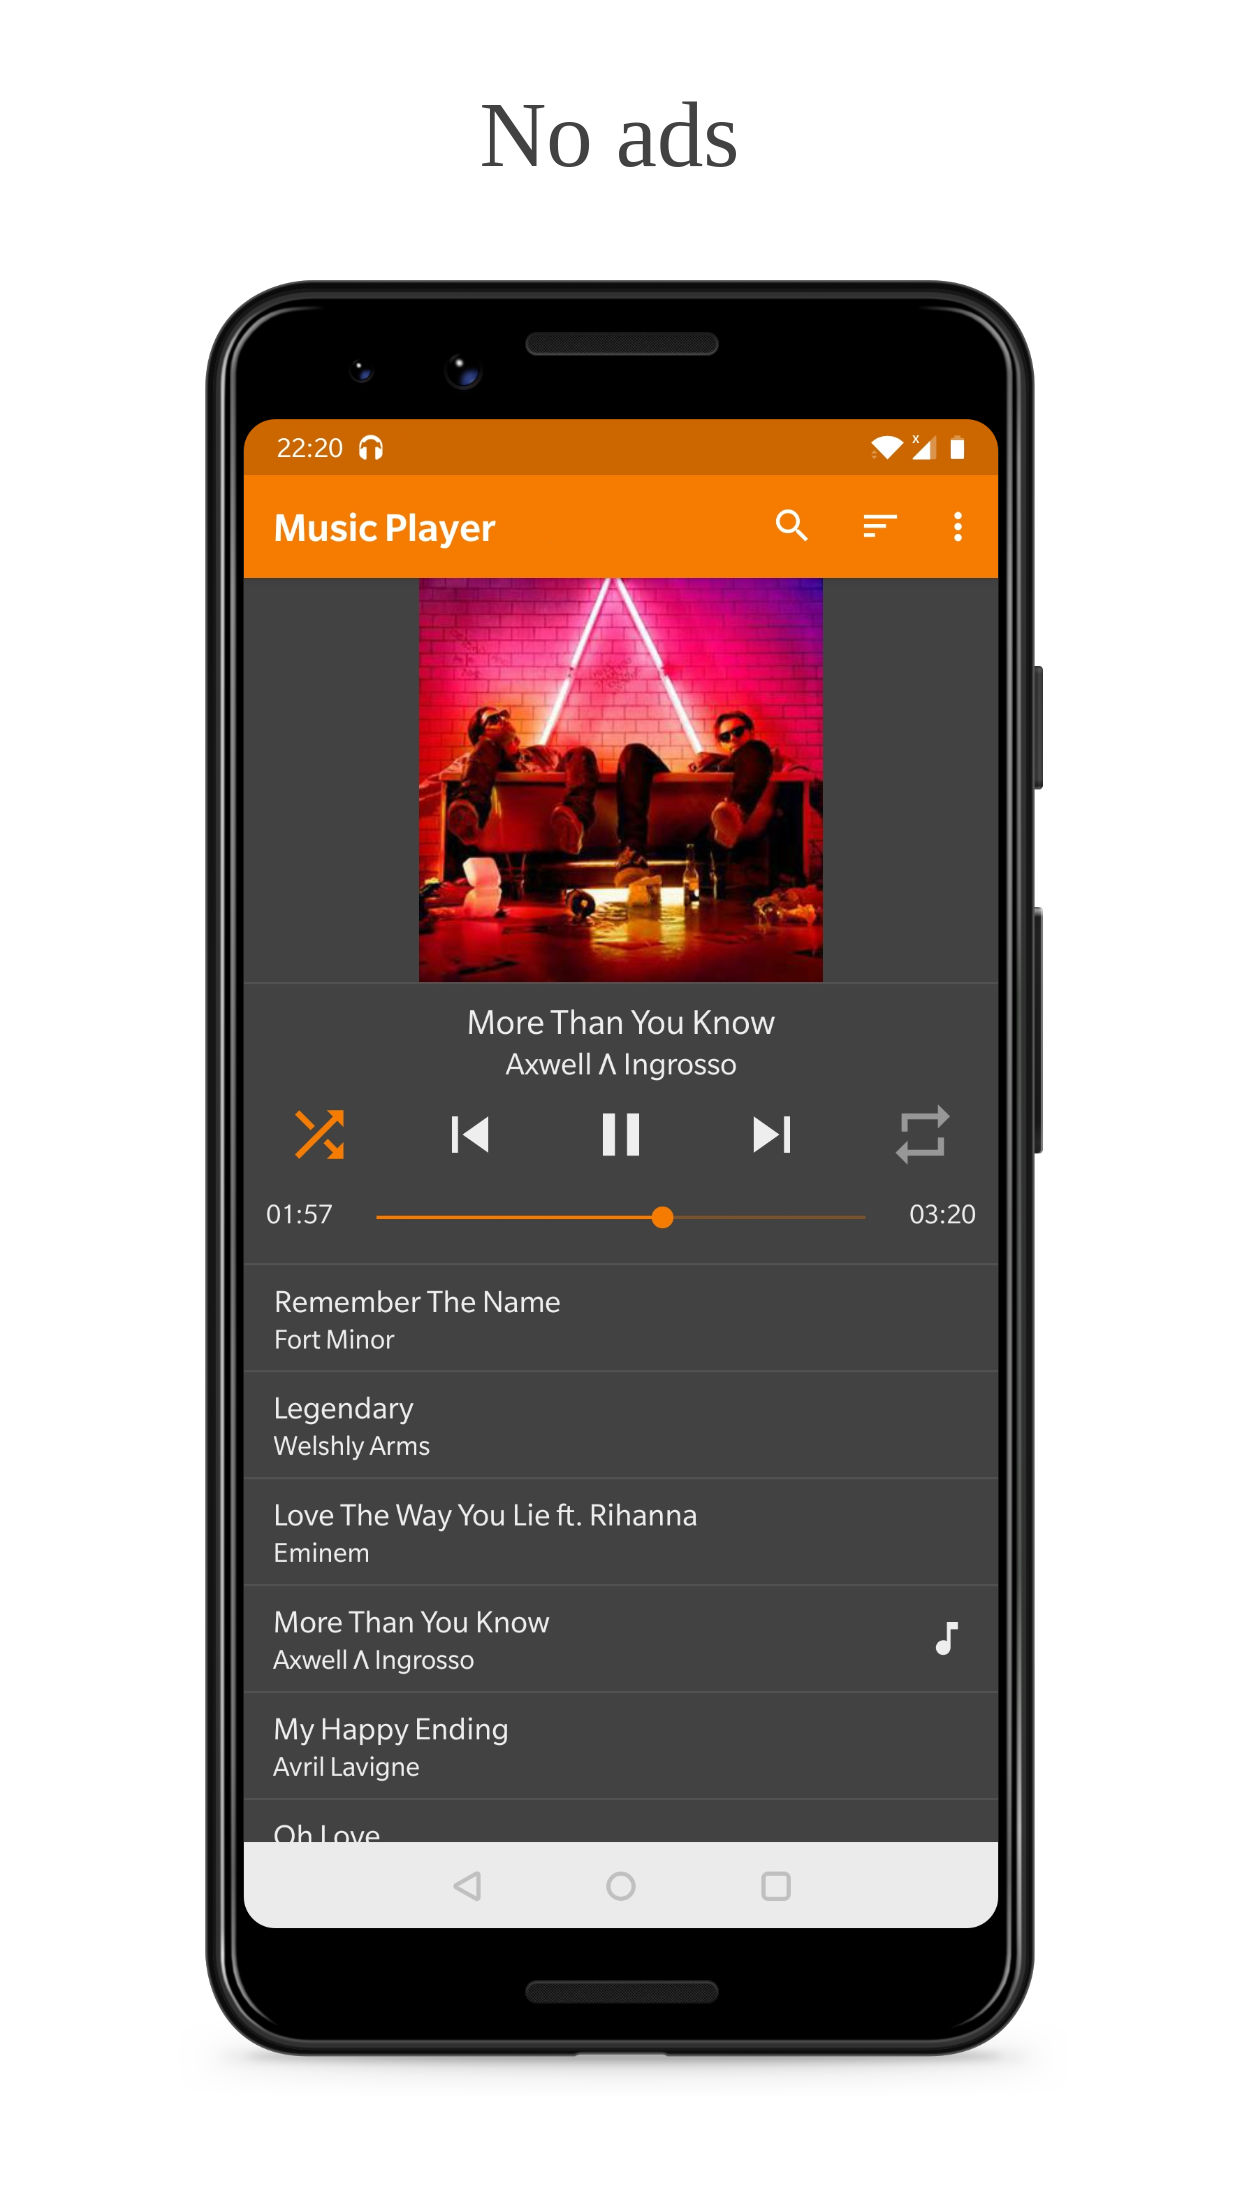 No ads
22:20
x
Music Player
More Than You Know
Axwell Λ Ingrosso
01:57
03:20
Remember The Name
Fort Minor
Legendary
Welshly Arms
Love The Way You Lie ft. Rihanna
Eminem
More Than You Know
Axwell Λ Ingrosso
My Happy Ending
Avril Lavigne
Oh Love